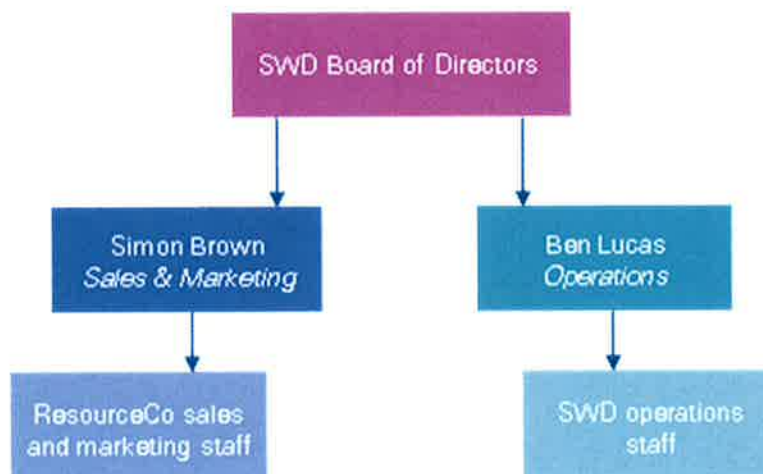 SWD Board of Directors
Simon Brown
Sales & Marketing
Ben Lucas
Operations
ResourceCo sales
and marketing staff
SWD operations
staff